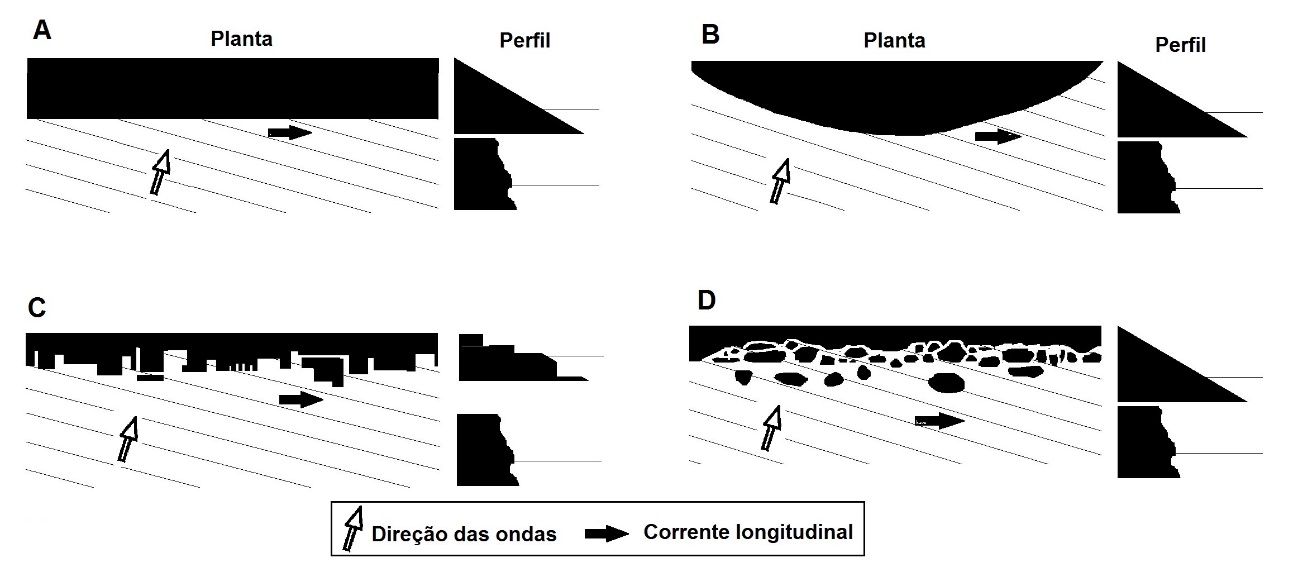 A
Planta
Perfil
B
Planta
Perfil
C
D
Direção das ondas
Corrente longitudinal